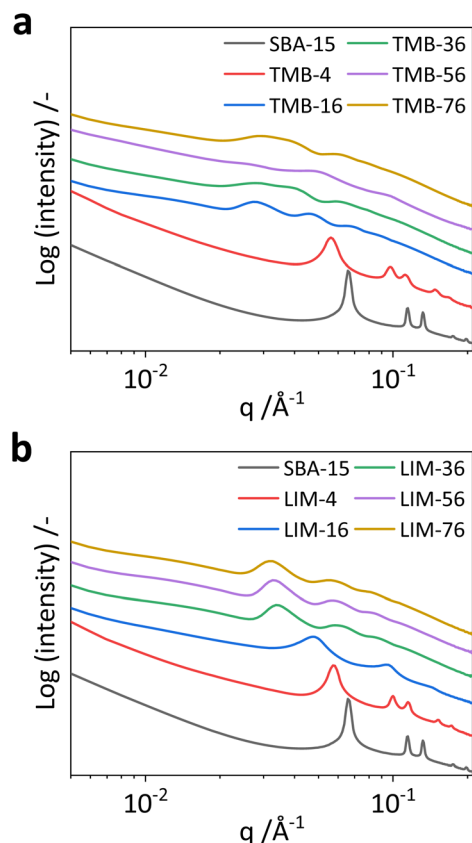 a
SBA-15 TMB-36
TMB-4 TMB-56
TMB-16 TMB-76
Log (intensity) /-
10⁻² 10⁻¹
q /Å⁻¹
b
SBA-15 LIM-36
LIM-4 LIM-56
LIM-16 LIM-76
Log (intensity) /-
10⁻² 10⁻¹
q /Å⁻¹